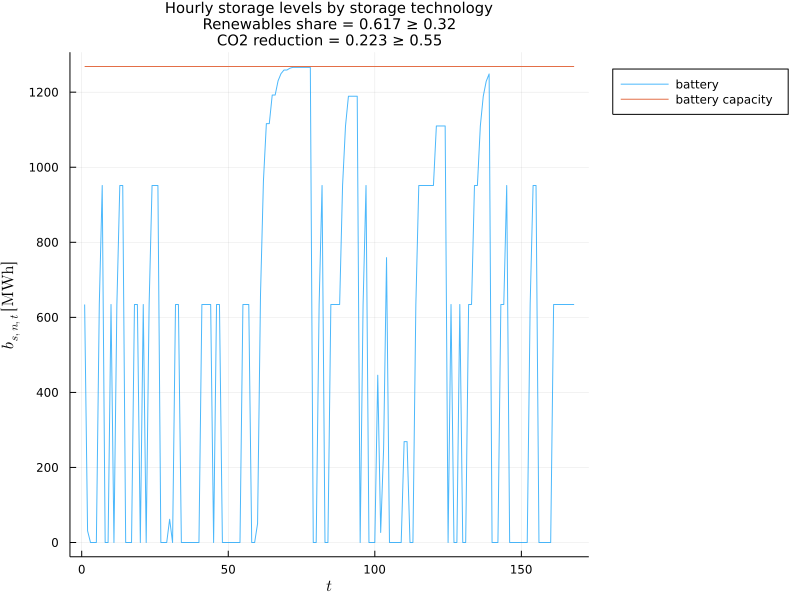 Hourly storage levels by storage technology
Renewables share = 0.617 ≥ 0.32
CO2 reduction = 0.223 ≥ 0.55
battery
battery capacity
b_{s, n, t} [MWh]
1200
1000
800
600
400
200
0
0 50 100 150
t